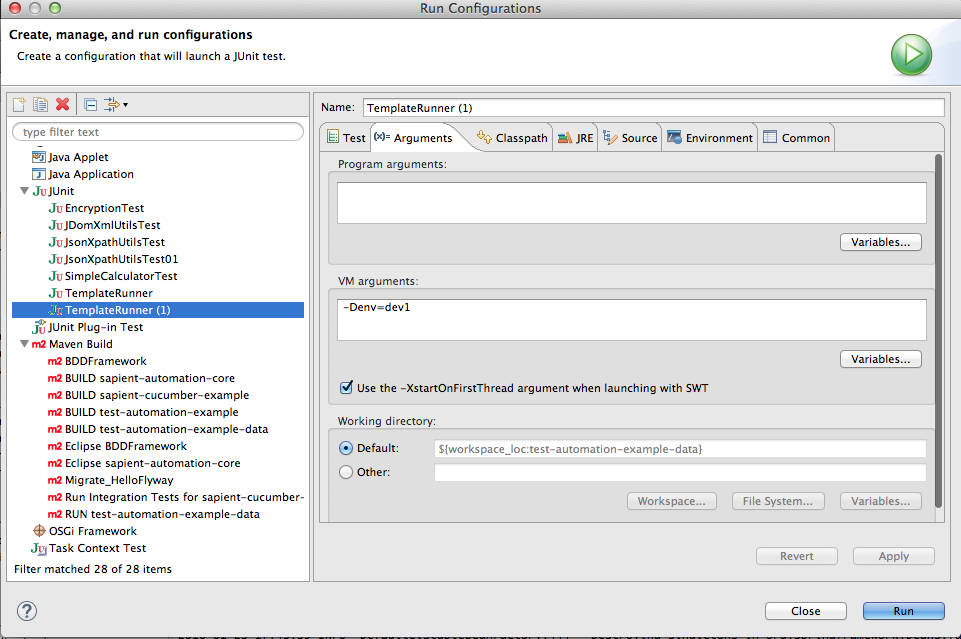 Run Configurations
Create, manage, and run configurations
Create a configuration that will launch a JUnit test.
type filter text
Java Applet
Java Application
JUnit
EncryptionTest
JDomXmlUtilsTest
JsonXpathUtilsTest
JsonXpathUtilsTest01
SimpleCalculatorTest
TemplateRunner
TemplateRunner (1)
JUnit Plug-in Test
m2 Maven Build
m2 BDDFramework
m2 BUILD sapient-automation-core
m2 BUILD sapient-cucumber-example
m2 BUILD test-automation-example
m2 BUILD test-automation-example-data
m2 Eclipse BDDFramework
m2 Eclipse sapient-automation-core
m2 Migrate_HelloFlyway
m2 Run Integration Tests for sapient-cucumber-
m2 RUN test-automation-example-data
OSGi Framework
Task Context Test
Filter matched 28 of 28 items
Name: TemplateRunner (1)
Test (x)= Arguments Classpath JRE Source Environment Common
Program arguments:
Variables...
VM arguments:
-Denv=dev1
Variables...
Use the -XstartOnFirstThread argument when launching with SWT
Working directory:
Default: ${workspace_loc:test-automation-example-data}
Other:
Workspace... File System... Variables...
Revert Apply
? Close Run